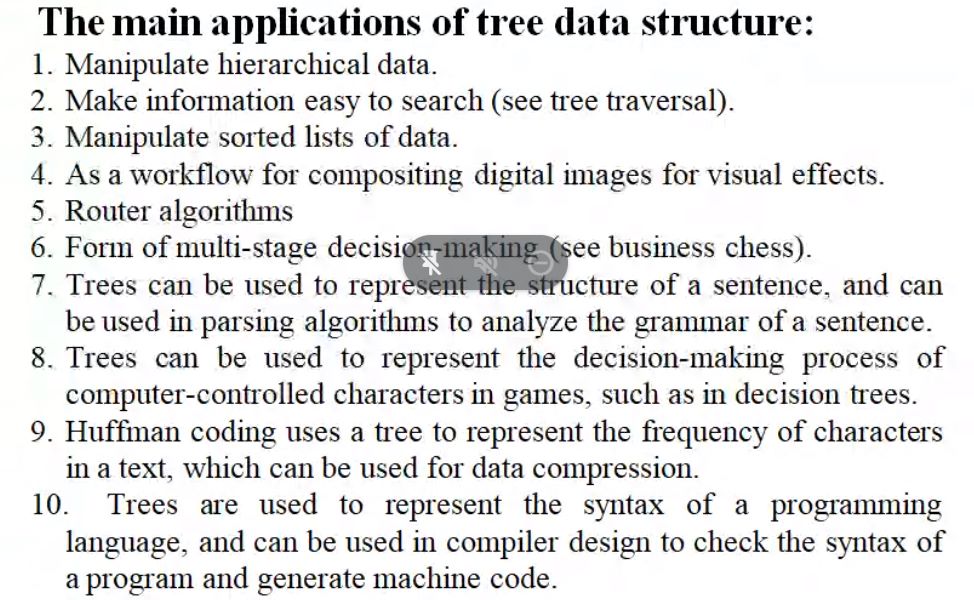 The main applications of tree data structure:
1. Manipulate hierarchical data.
2. Make information easy to search (see tree traversal).
3. Manipulate sorted lists of data.
4. As a workflow for compositing digital images for visual effects.
5. Router algorithms
6. Form of multi-stage decision-making (see business chess).
7. Trees can be used to represent the structure of a sentence, and can
be used in parsing algorithms to analyze the grammar of a sentence.
8. Trees can be used to represent the decision-making process of
computer-controlled characters in games, such as in decision trees.
9. Huffman coding uses a tree to represent the frequency of characters
in a text, which can be used for data compression.
10. Trees are used to represent the syntax of a programming
language, and can be used in compiler design to check the syntax of
a program and generate machine code.